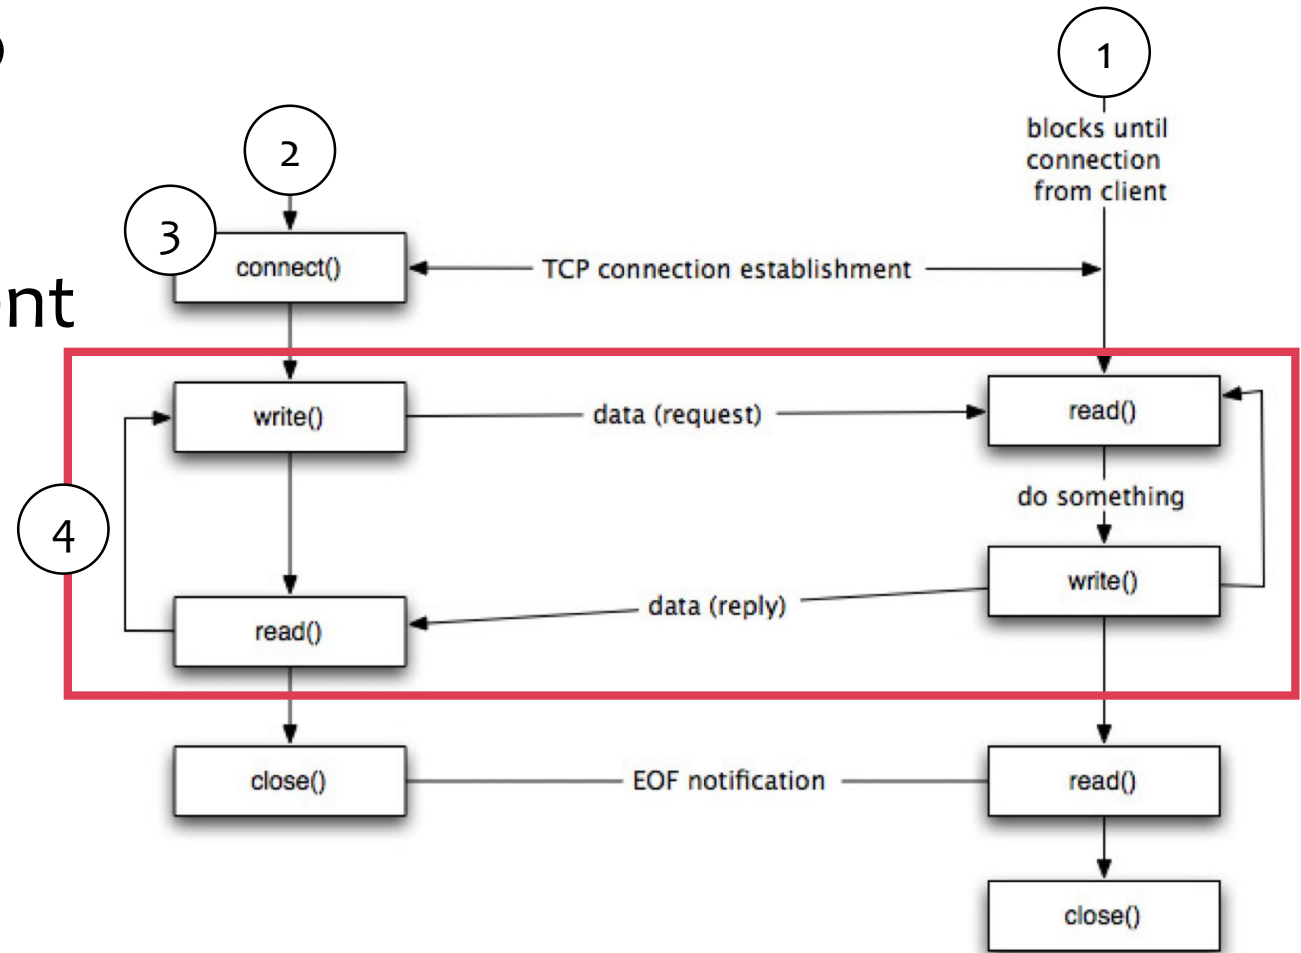 1
blocks until
connection
from client
2
3
connect()
TCP connection establishment
ent
write()
data (request)
read()
do something
4
write()
data (reply)
read()
close()
EOF notification
read()
close()